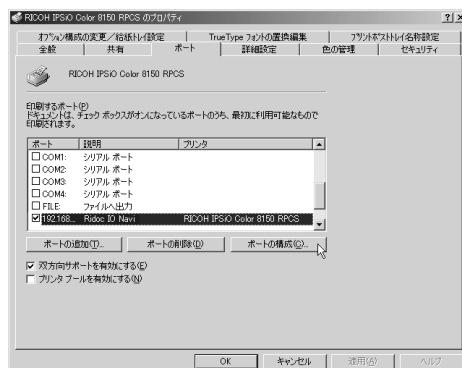 RICOH IPSiO Color 8150 RPCS のプロパティ
オプション構成の変更／給紙トレイ設定 TrueType フォントの置換編集 プリントポストトレイ名称設定
全般 共有 ポート 詳細設定 色の管理 セキュリティ
RICOH IPSiO Color 8150 RPCS
印刷するポート(P)
ドキュメントは、チェック ボックスがオンになっているポートのうち、最初に利用可能なもので
印刷されます。
ポート 説明 プリンタ
COM1: シリアル ポート
COM2: シリアル ポート
COM3: シリアル ポート
COM4: シリアル ポート
FILE: ファイルへ出力
192.168... Ridoc IO Navi RICOH IPSiO Color 8150 RPCS
ポートの追加(T)... ポートの削除(D) ポートの構成(C)...
双方向サポートを有効にする(E)
プリンタ プールを有効にする(N)
OK キャンセル 適用(A) ヘルプ